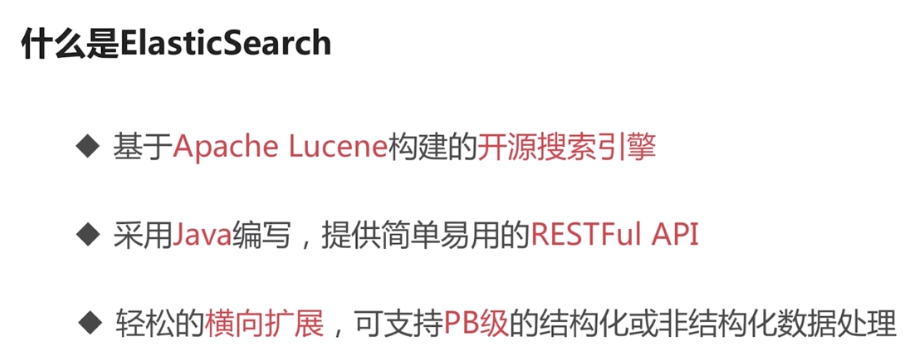 什么是ElasticSearch
◆ 基于Apache Lucene构建的开源搜索引擎
◆ 采用Java编写，提供简单易用的RESTFul API
◆ 轻松的横向扩展，可支持PB级的结构化或非结构化数据处理